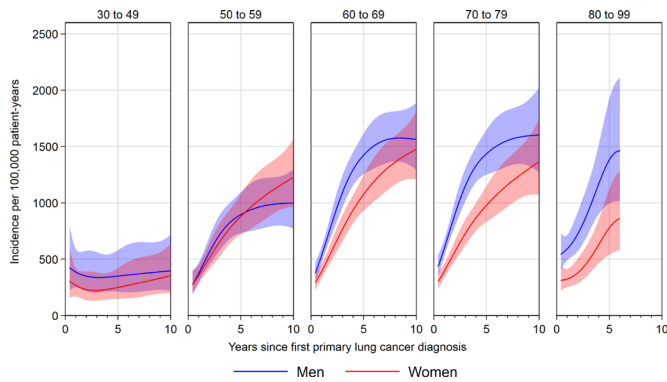 30 to 49 50 to 59 60 to 69 70 to 79 80 to 99
2500
2000
1500
1000
500
0
Incidence per 100,000 patient-years
0 5 10 0 5 10 0 5 10 0 5 10 0 5 10
Years since first primary lung cancer diagnosis
Men Women